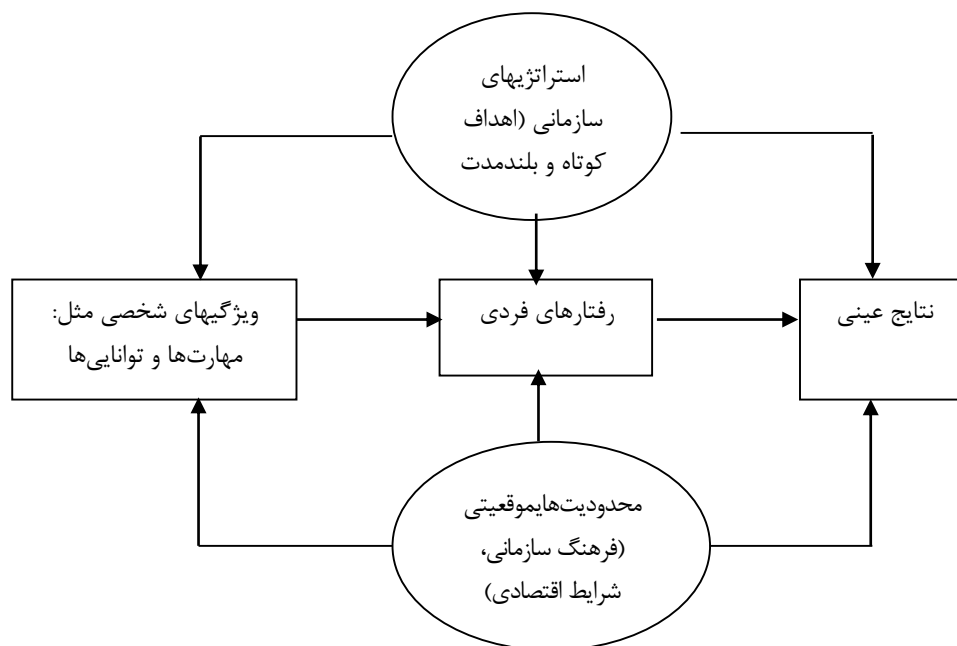 استراتژیهای
سازمانی (اهداف
کوتاه و بلندمدت
ویژگیهای شخصی مثل:
مهارت‌ها و توانایی‌ها
رفتارهای فردی
نتایج عینی
محدودیت‌هایموقعیتی
(فرهنگ سازمانی،
شرایط اقتصادی)